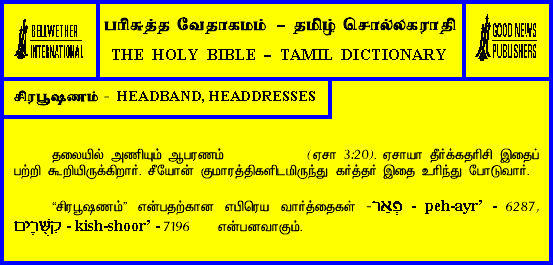 BELLWETHER
INTERNATIONAL
பரிசுத்த வேதாகமம் – தமிழ் சொல்லகராதி
THE HOLY BIBLE – TAMIL DICTIONARY
GOOD NEWS
PUBLISHERS
சிரபூஷணம் - HEADBAND, HEADDRESSES
தலையில் அணியும் ஆபரணம் (ஏசா 3:20). ஏசாயா தீர்க்கதரிசி இதைப்
பற்றி கூறியிருக்கிறார். சீயோன் குமாரத்திகளிடமிருந்து கர்த்தர் இதை உரிந்து போடுவார்.
“சிரபூஷணம்” என்பதற்கான எபிரெய வார்த்தைகள் -פְּאֵר - peh-ayr’ - 6287,
קִשֻּׁרִים - kish-shoor’ - 7196 என்பனவாகும்.